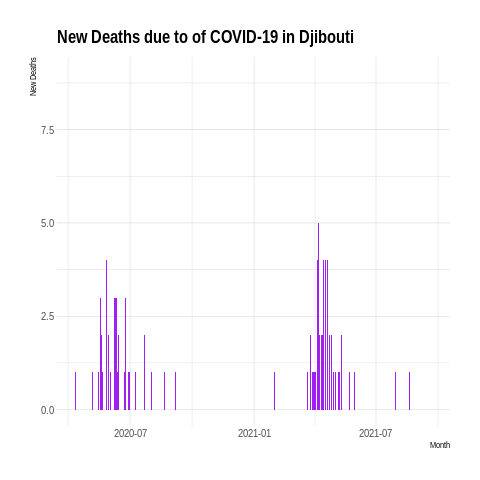 New Deaths due to of COVID-19 in Djibouti
New Deaths
7.5
5.0
2.5
0.0
2020-07 2021-01 2021-07
Month